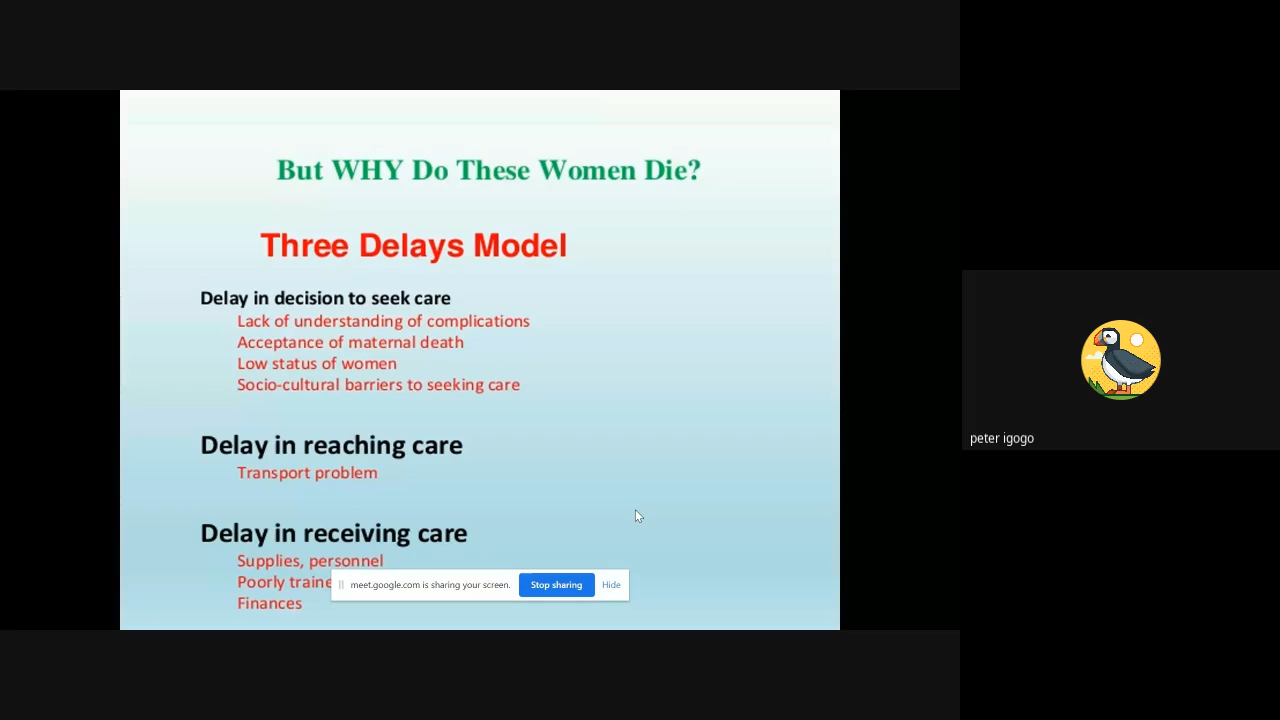 But WHY Do These Women Die?
Three Delays Model
Delay in decision to seek care
Lack of understanding of complications
Acceptance of maternal death
Low status of women
Socio-cultural barriers to seeking care
Delay in reaching care
Transport problem
Delay in receiving care
Supplies, personnel
Poorly
meet.google.com is sharing your screen. Stop sharing Hide
Finances
peter igogo